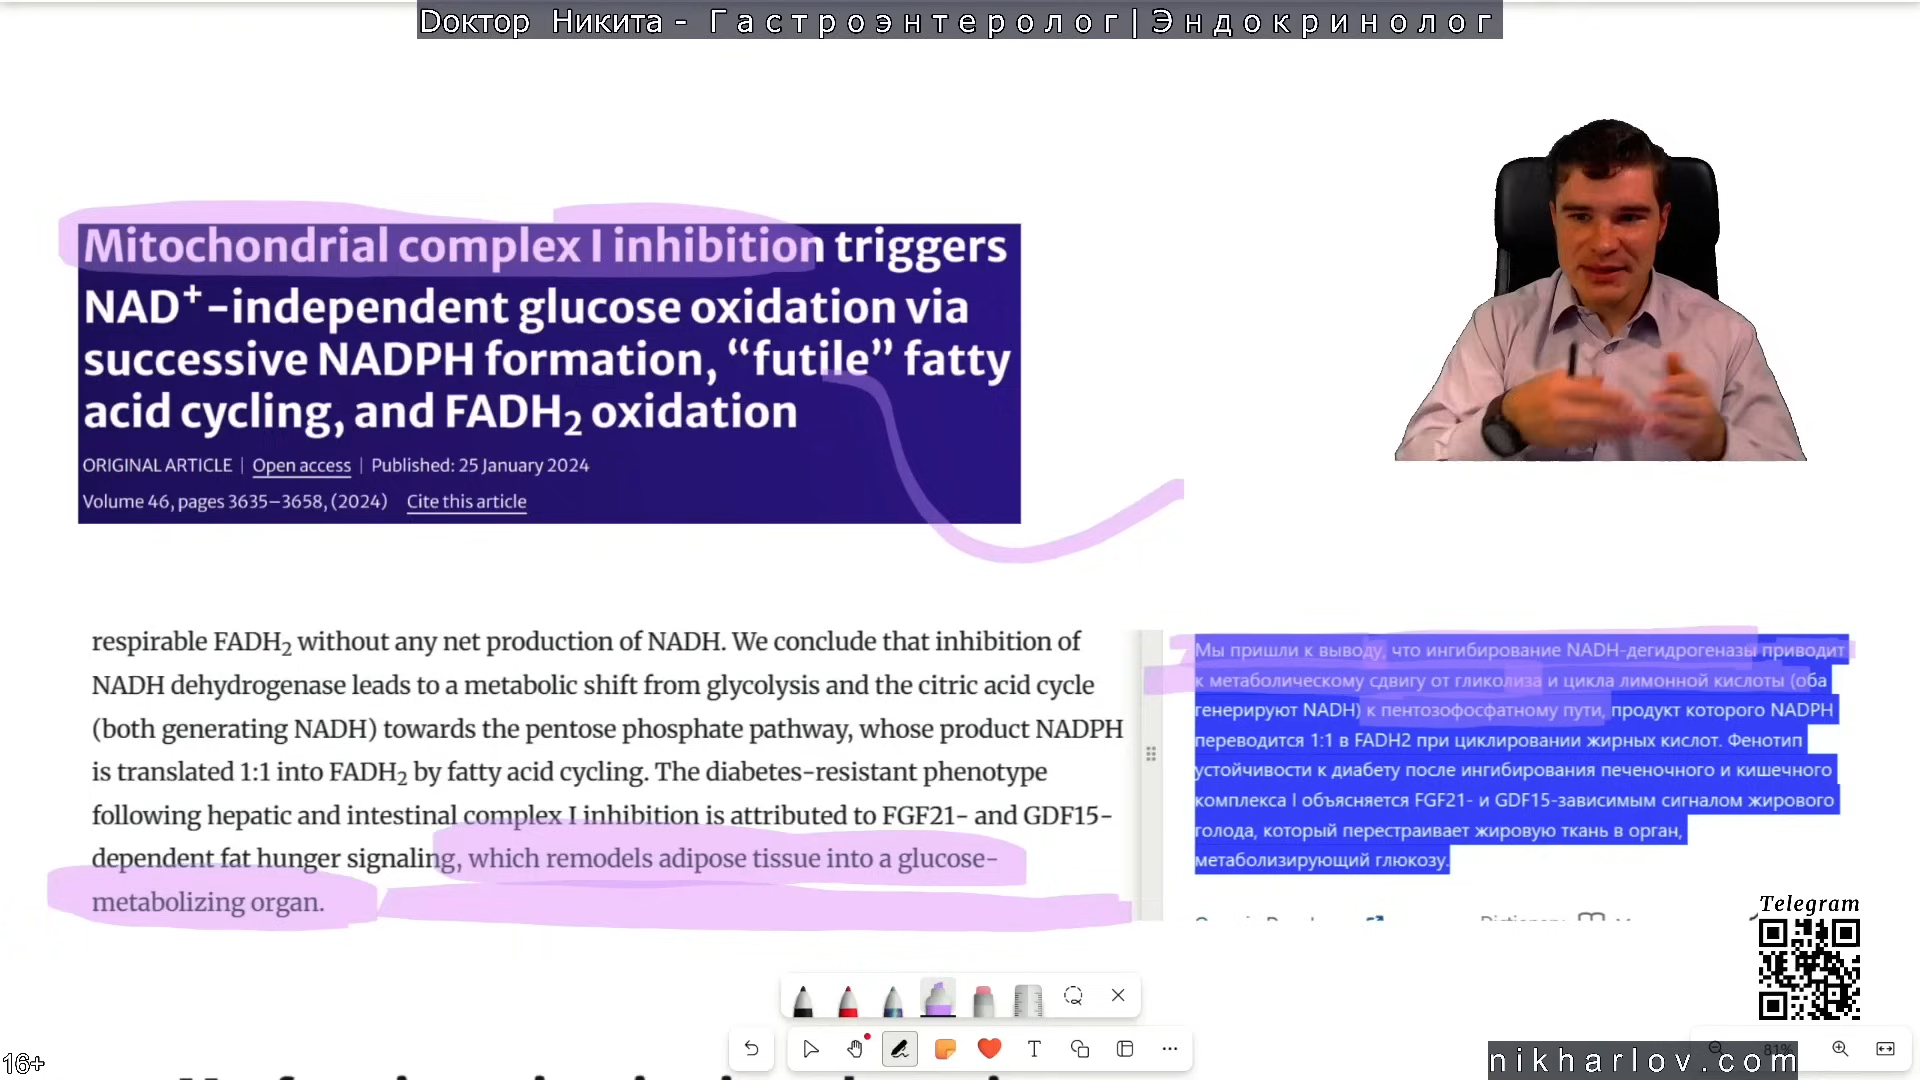 Dоктор Никита - Гастроэнтеролог|Эндокринолог
Mitochondrial complex I inhibition triggers
NAD⁺-independent glucose oxidation via
successive NADPH formation, “futile” fatty
acid cycling, and FADH₂ oxidation
ORIGINAL ARTICLE | Open access | Published: 25 January 2024
Volume 46, pages 3635–3658, (2024) Cite this article
respirable FADH₂ without any net production of NADH. We conclude that inhibition of
NADH dehydrogenase leads to a metabolic shift from glycolysis and the citric acid cycle
(both generating NADH) towards the pentose phosphate pathway, whose product NADPH
is translated 1:1 into FADH₂ by fatty acid cycling. The diabetes-resistant phenotype
following hepatic and intestinal complex I inhibition is attributed to FGF21- and GDF15-
dependent fat hunger signaling, which remodels adipose tissue into a glucose-
metabolizing organ.
Мы пришли к выводу, что ингибирование NADH-дегидрогеназы приводит
к метаболическому сдвигу от гликолиза и цикла лимонной кислоты (оба
генерируют NADH) к пентозофосфатному пути, продукт которого NADPH
переводится 1:1 в FADH2 при циклировании жирных кислот. Фенотип
устойчивости к диабету после ингибирования печеночного и кишечного
комплекса I объясняется FGF21- и GDF15-зависимым сигналом жирового
голода, который перестраивает жировую ткань в орган,
метаболизирующий глюкозу.
Telegram
T
81%
16+
nikharlov.com